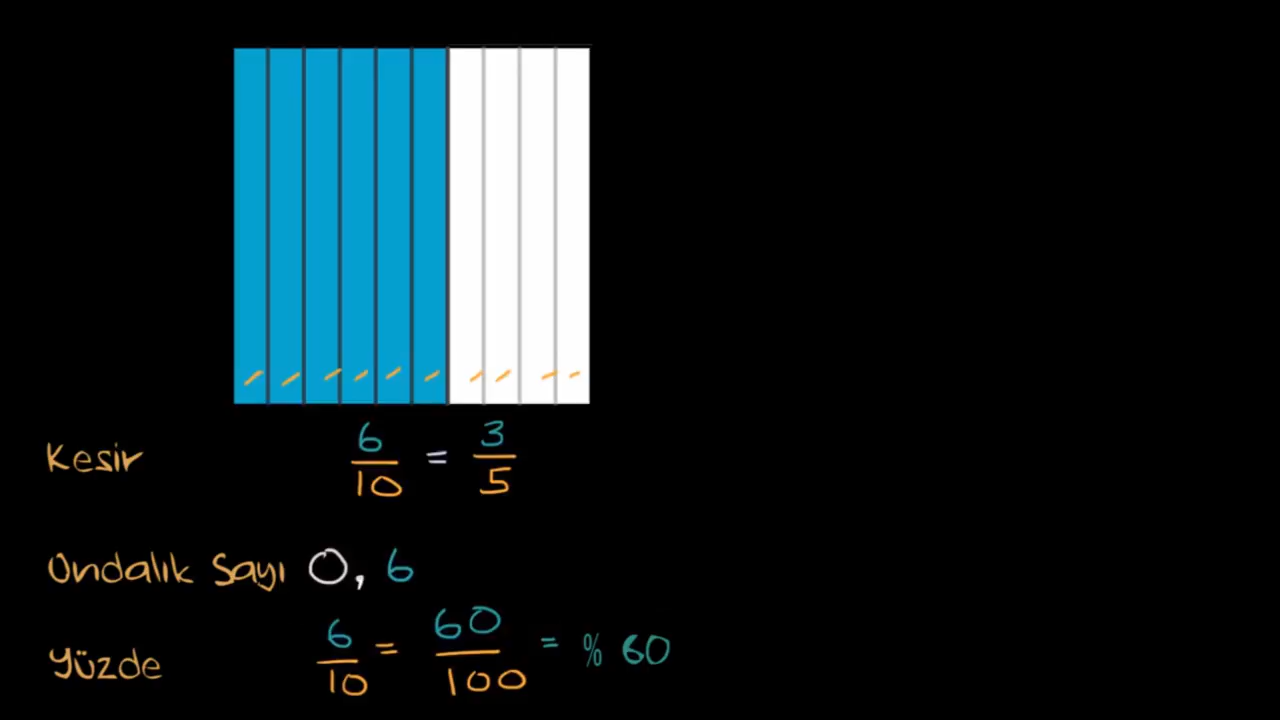 Kesir 6/10 = 3/5
Ondalık Sayı 0,6
Yüzde 6/10 = 60/100 = % 60